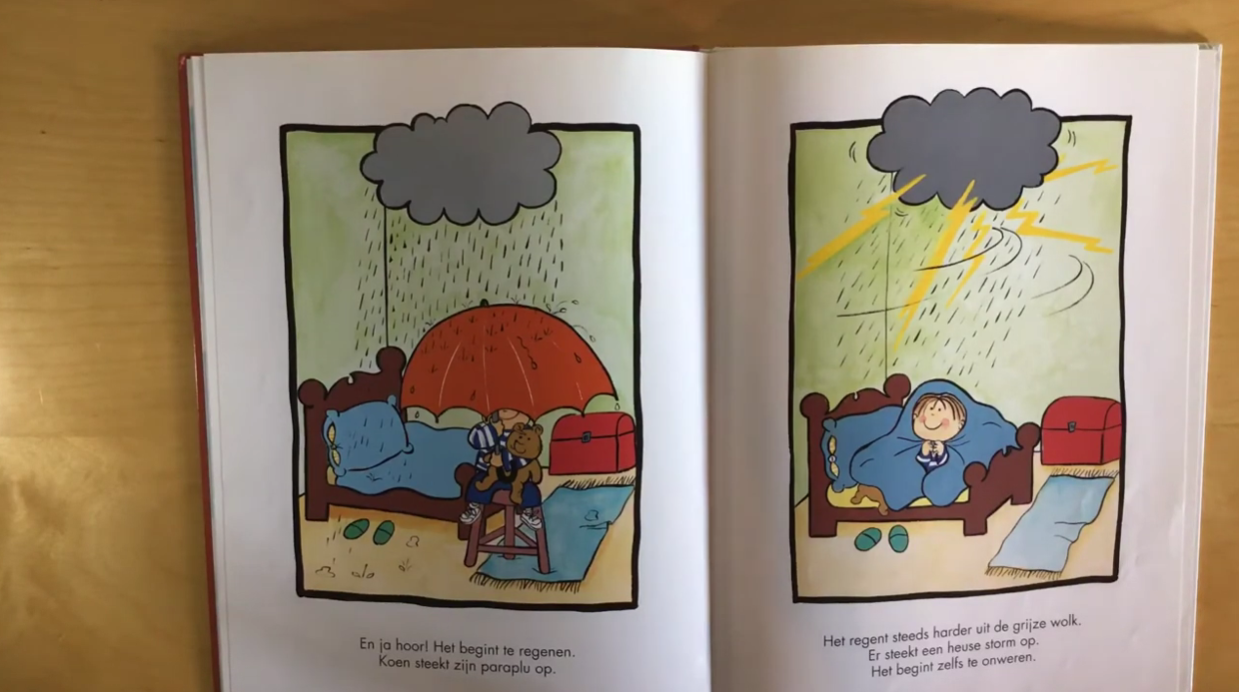 En ja hoor! Het begint te regenen.
Koen steekt zijn paraplu op.
Het regent steeds harder uit de grijze wolk.
Er steekt een heuse storm op.
Het begint zelfs te onweren.